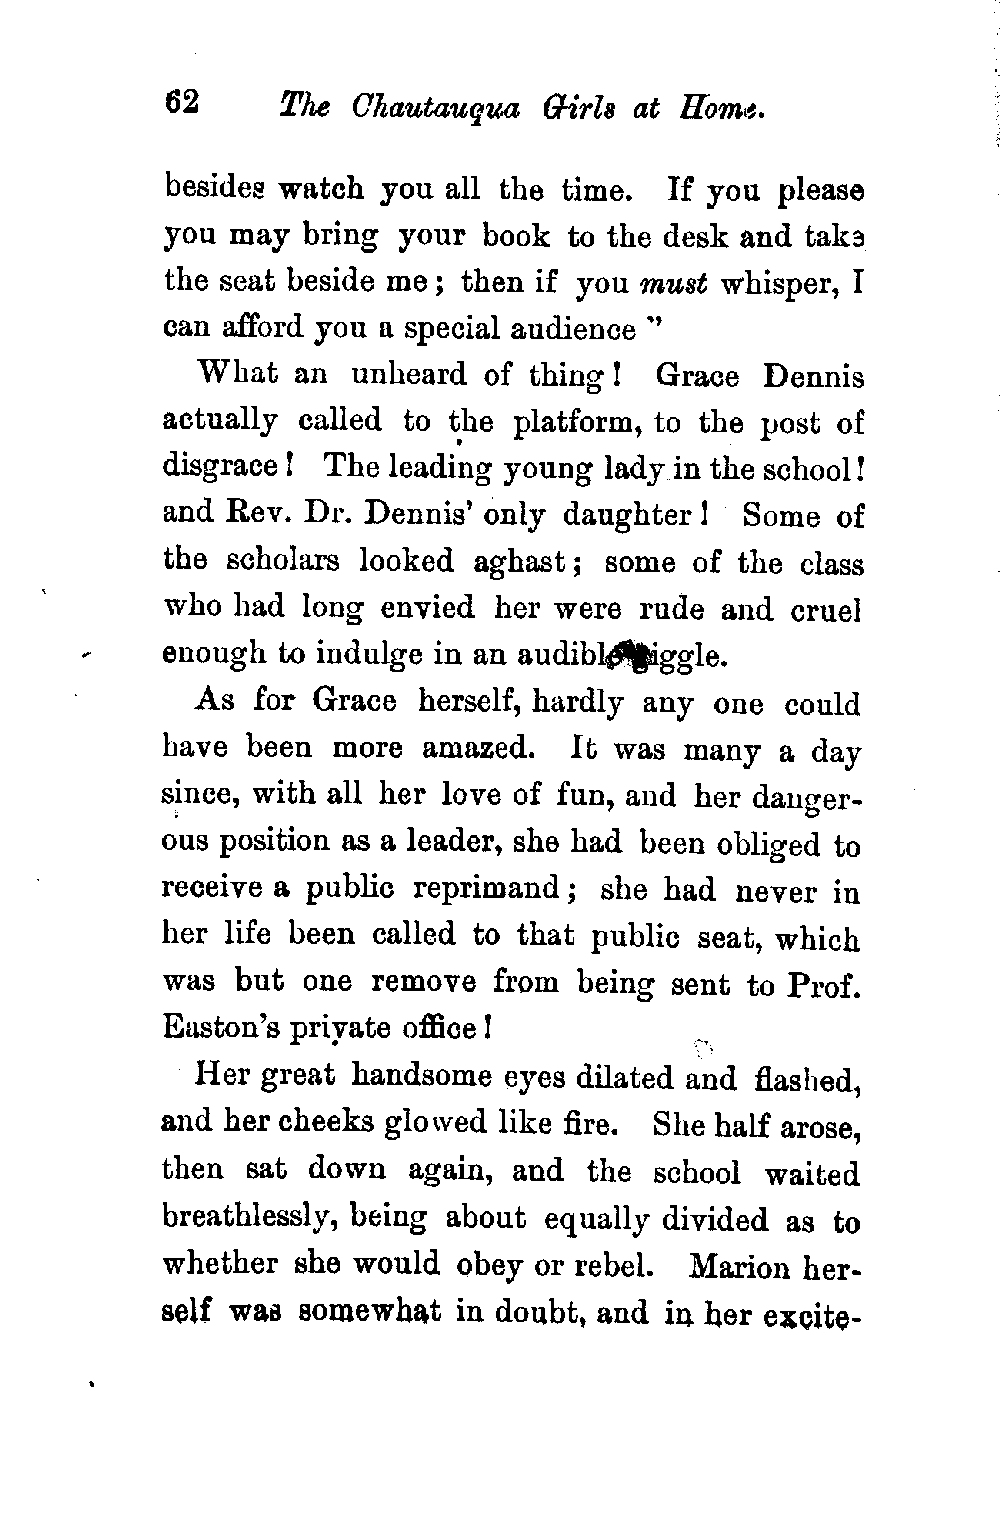 62 The Chautauqua Girls at Home.
besides watch you all the time. If you please
you may bring your book to the desk and take
the seat beside me; then if you must whisper, I
can afford you a special audience ”
What an unheard of thing! Grace Dennis
actually called to the platform, to the post of
disgrace! The leading young lady in the school!
and Rev. Dr. Dennis’ only daughter! Some of
the scholars looked aghast; some of the class
who had long envied her were rude and cruel
enough to indulge in an audible giggle.
As for Grace herself, hardly any one could
have been more amazed. It was many a day
since, with all her love of fun, and her danger-
ous position as a leader, she had been obliged to
receive a public reprimand; she had never in
her life been called to that public seat, which
was but one remove from being sent to Prof.
Easton’s private office!
Her great handsome eyes dilated and flashed,
and her cheeks glowed like fire. She half arose,
then sat down again, and the school waited
breathlessly, being about equally divided as to
whether she would obey or rebel. Marion her-
self was somewhat in doubt, and in her excite-